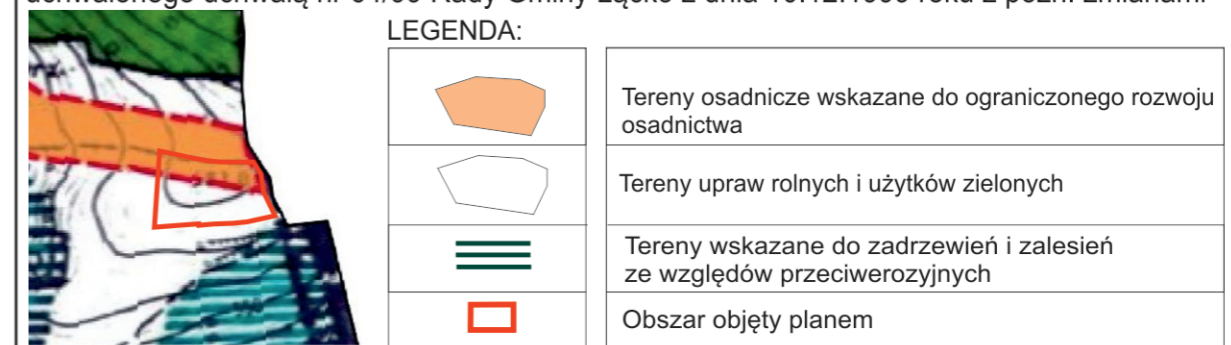 LEGENDA:
Tereny osadnicze wskazane do ograniczonego rozwoju
osadnictwa
Tereny upraw rolnych i użytków zielonych
Tereny wskazane do zadrzewień i zalesień
ze względów przeciwerozyjnych
Obszar objęty planem